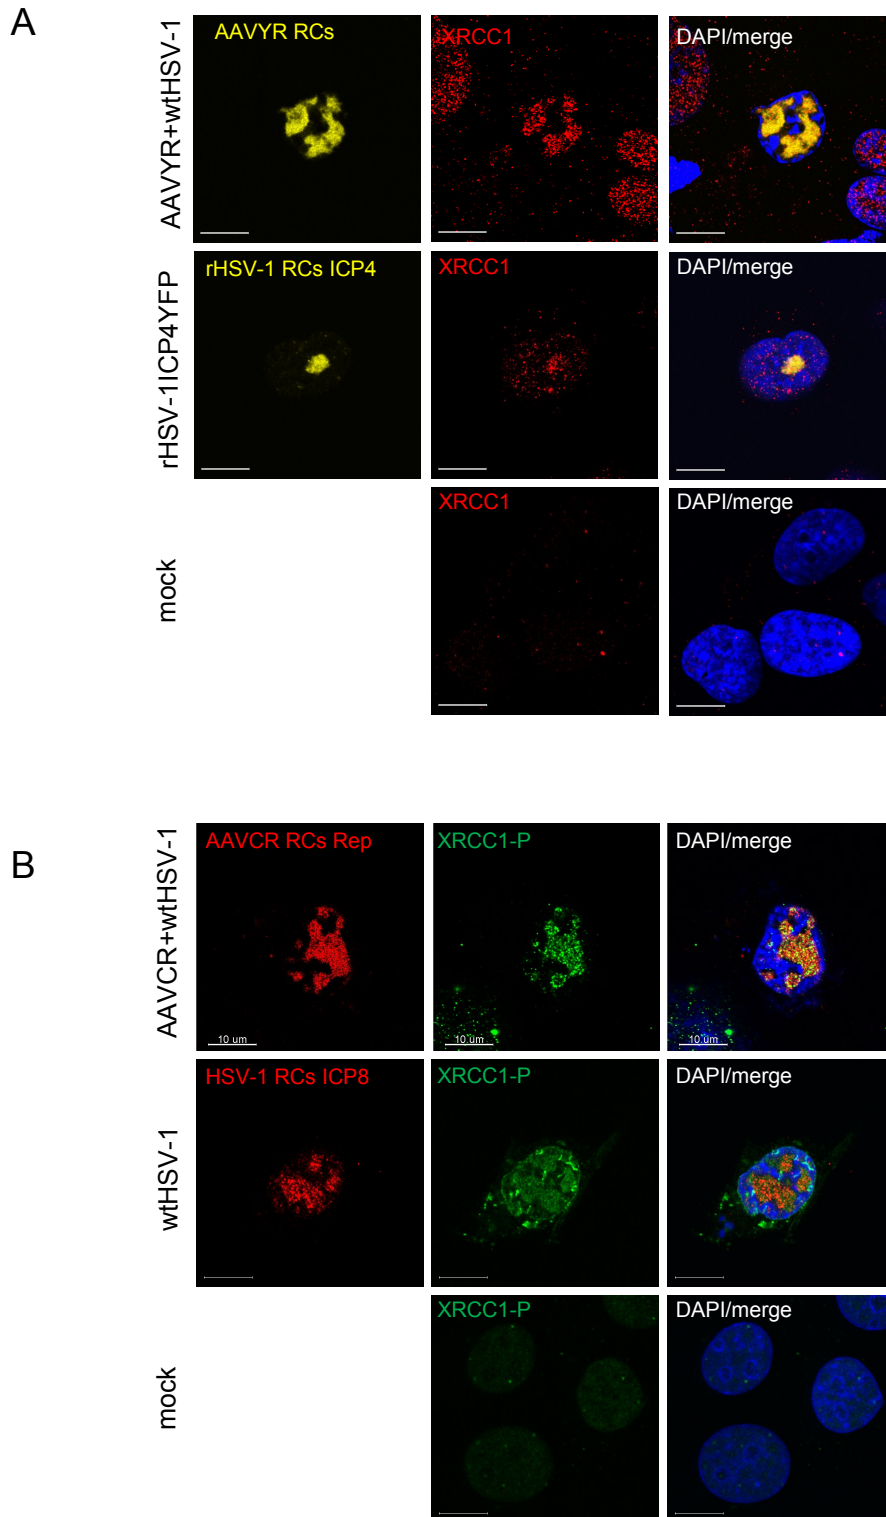 A
AAVYR+wtHSV-1
AAVYR RCs
XRCC1
DAPI/merge
rHSV-1ICP4YFP
rHSV-1 RCs ICP4
XRCC1
DAPI/merge
mock
XRCC1
DAPI/merge
B
AAVCR+wtHSV-1
AAVCR RCs Rep
XRCC1-P
DAPI/merge
10 um
10 um
10 um
wtHSV-1
HSV-1 RCs ICP8
XRCC1-P
DAPI/merge
mock
XRCC1-P
DAPI/merge